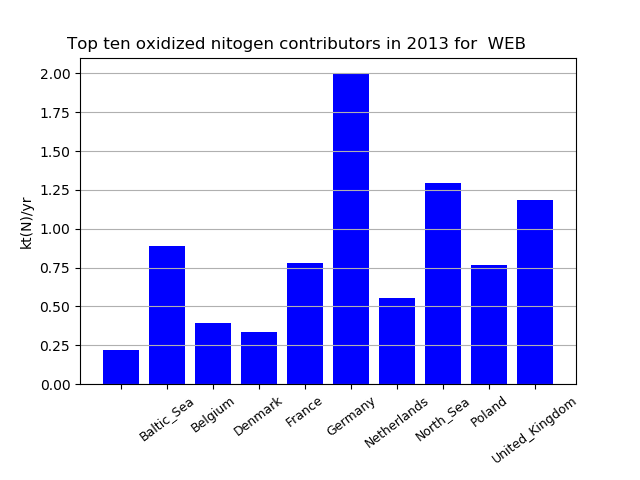 Top ten oxidized nitogen contributors in 2013 for  WEB
2.00
1.75
1.50
1.25
1.00
0.75
0.50
0.25
0.00
kt(N)/yr
Baltic_Sea
Belgium
Denmark
France
Germany
Netherlands
North_Sea
Poland
United_Kingdom